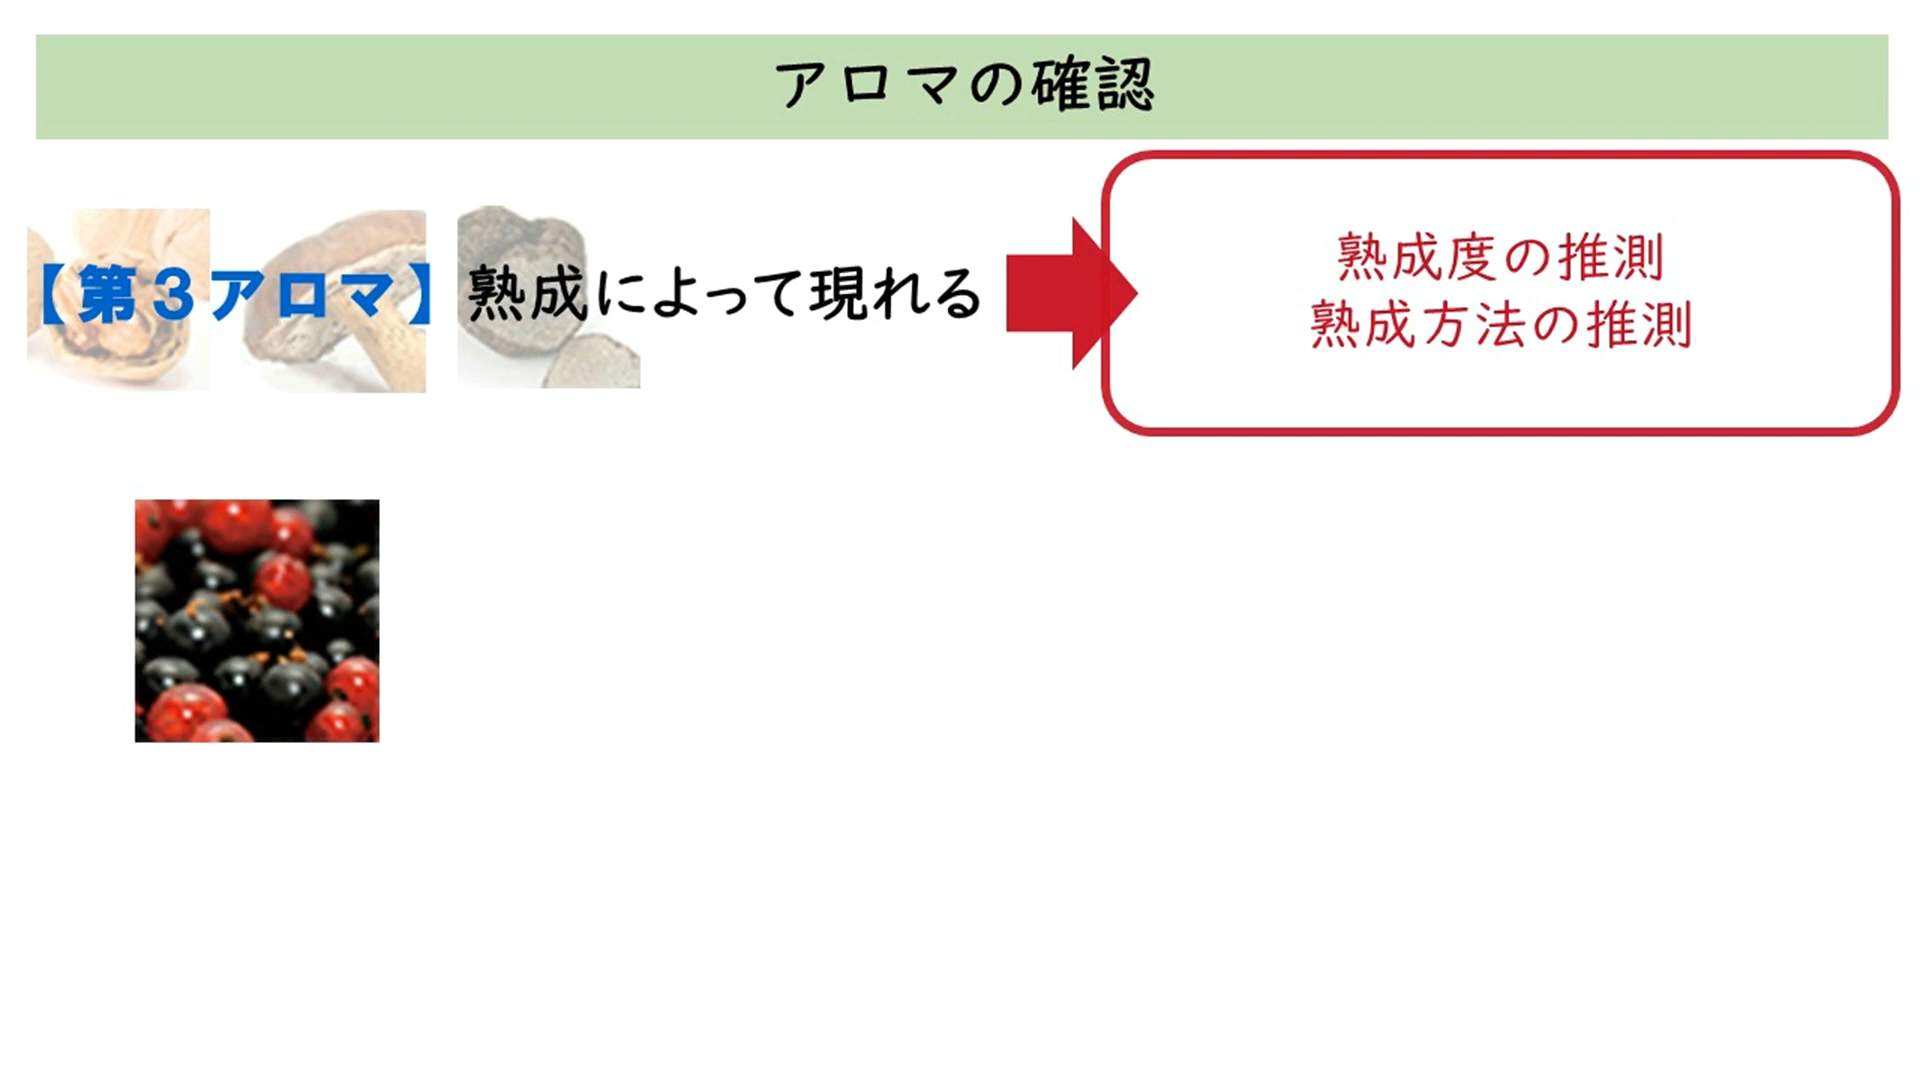 アロマの確認
【第３アロマ】熟成によって現れる
熟成度の推測
熟成方法の推測